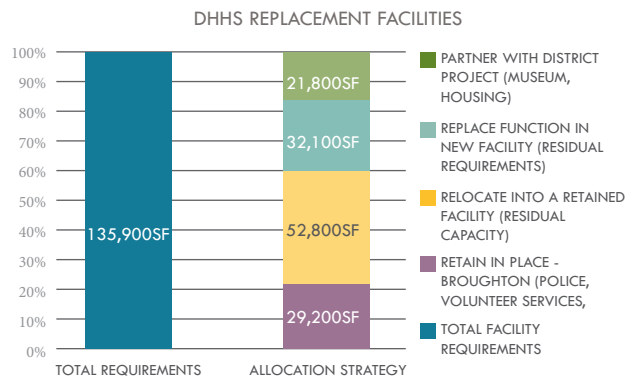 DHHS REPLACEMENT FACILITIES
100%
90%
80%
70%
60%
50%
40%
30%
20%
10%
0%
135,900SF
21,800SF
32,100SF
52,800SF
29,200SF
TOTAL REQUIREMENTS
ALLOCATION STRATEGY
PARTNER WITH DISTRICT
PROJECT (MUSEUM,
HOUSING)
REPLACE FUNCTION IN
NEW FACILITY (RESIDUAL
REQUIREMENTS)
RELOCATE INTO A RETAINED
FACILITY (RESIDUAL
CAPACITY)
RETAIN IN PLACE -
BROUGHTON (POLICE,
VOLUNTEER SERVICES,
TOTAL FACILITY
REQUIREMENTS